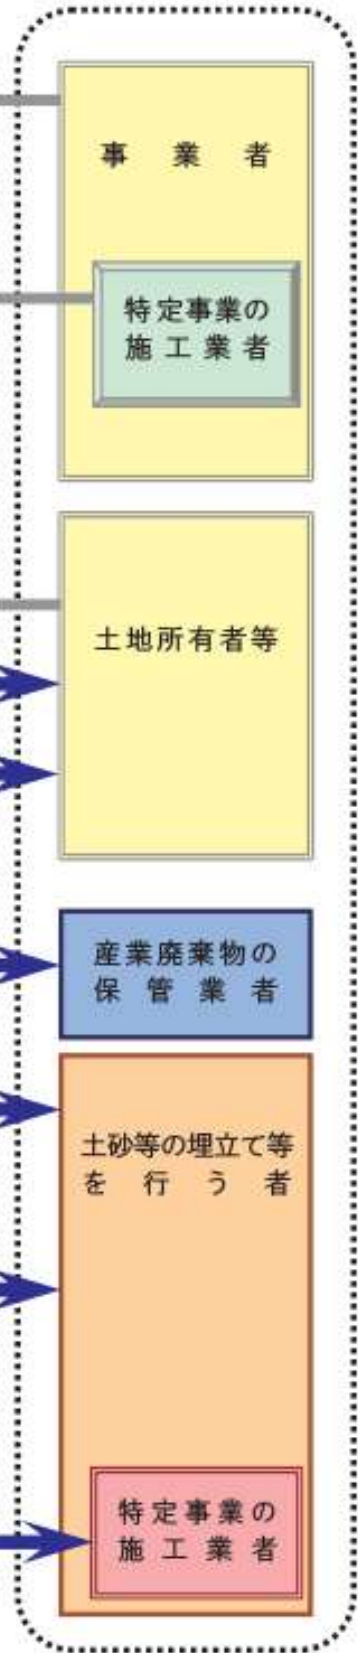 事業者
特定事業の
施工業者
土地所有者等
産業廃棄物の
保管業者
土砂等の埋立て等
を行う者
特定事業の
施工業者